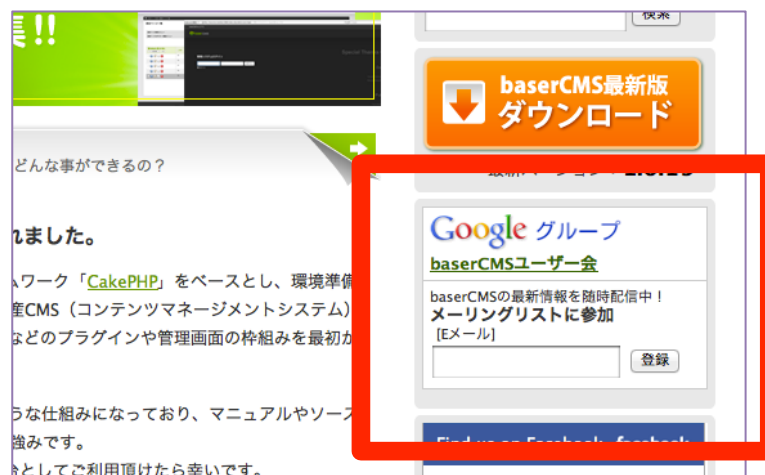 !!
検索
baserCMS最新版
ダウンロード
どんな事ができるの？
れました。
ワーク「CakePHP」をベースとし、環境準備
産CMS（コンテンツマネージメントシステム）
などのプラグインや管理画面の枠組みを最初か
うな仕組みになっており、マニュアルやソース
強みです。
としてご利用頂けたら幸いです。
Google グループ
baserCMSユーザー会
baserCMSの最新情報を随時配信中！
メーリングリストに参加
[Eメール]
登録
Find us on Facebook
facebook